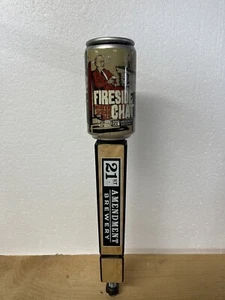 FIRESIDE
CHAT
21ST
AMENDMENT
BREWERY